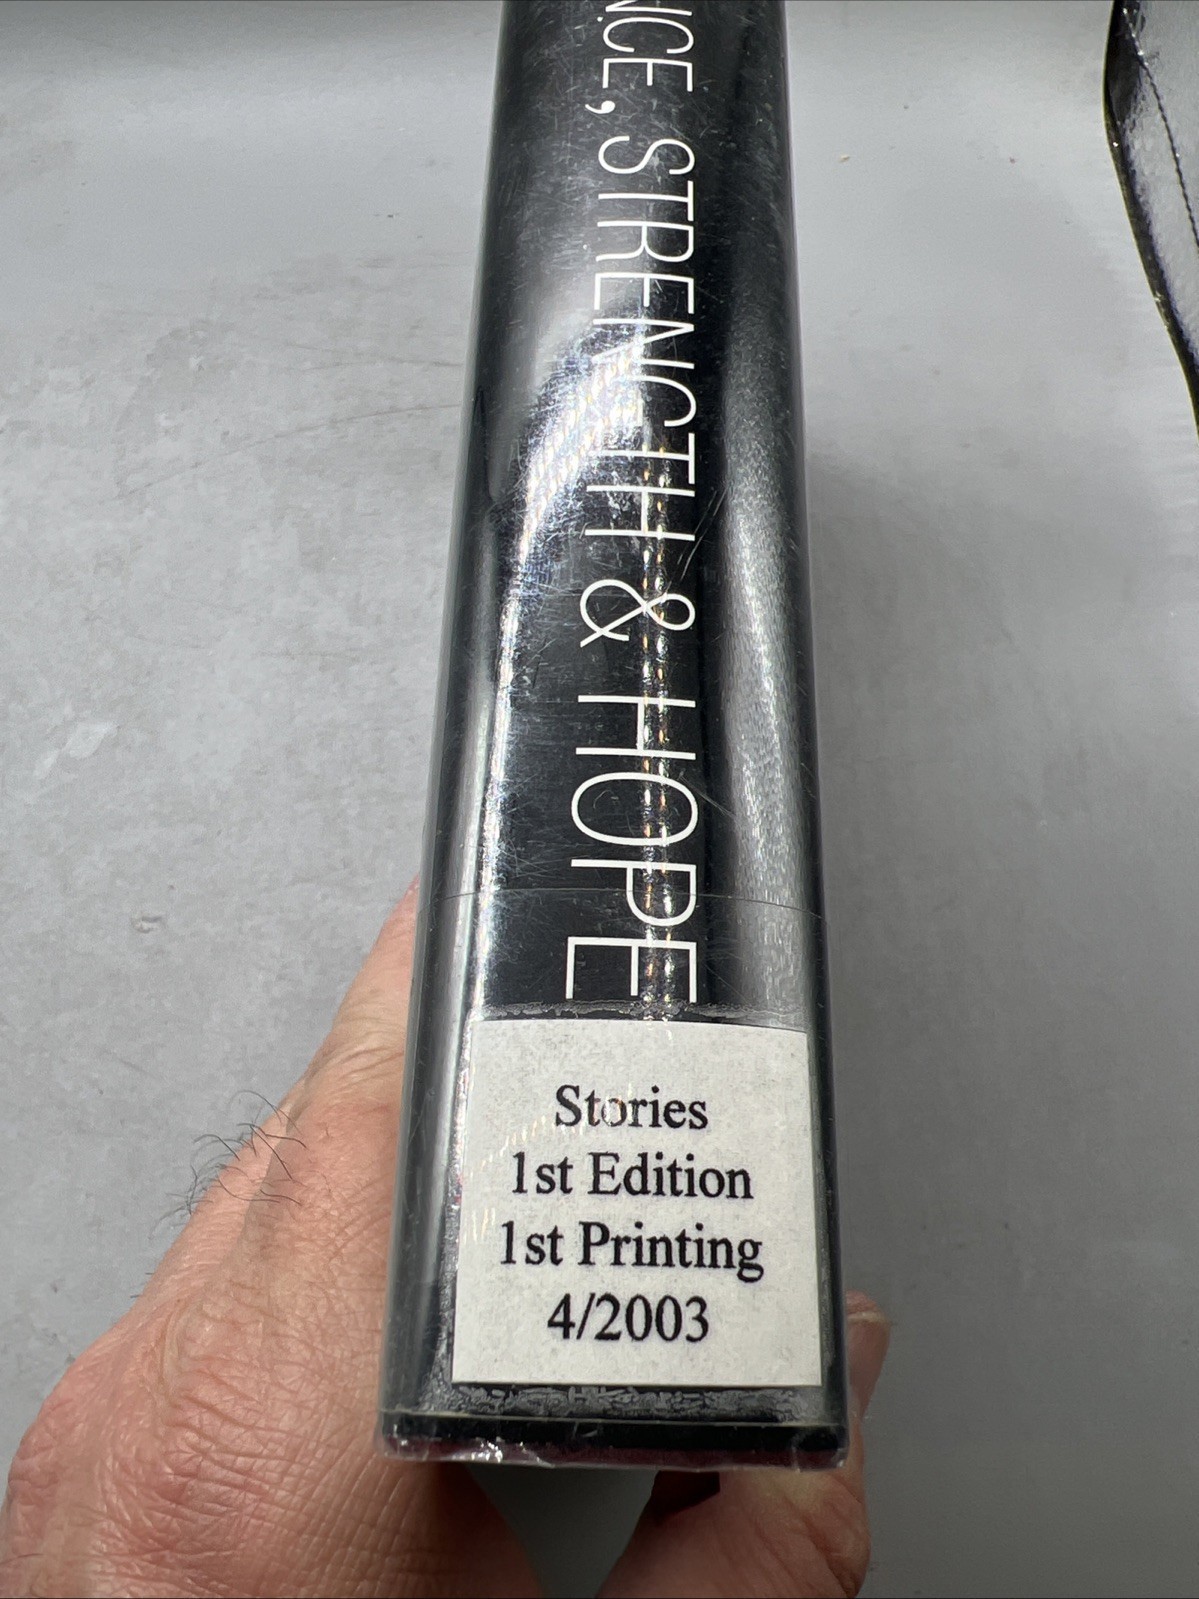 NCE, STRENGTH & HOPE
Stories
1st Edition
1st Printing
4/2003